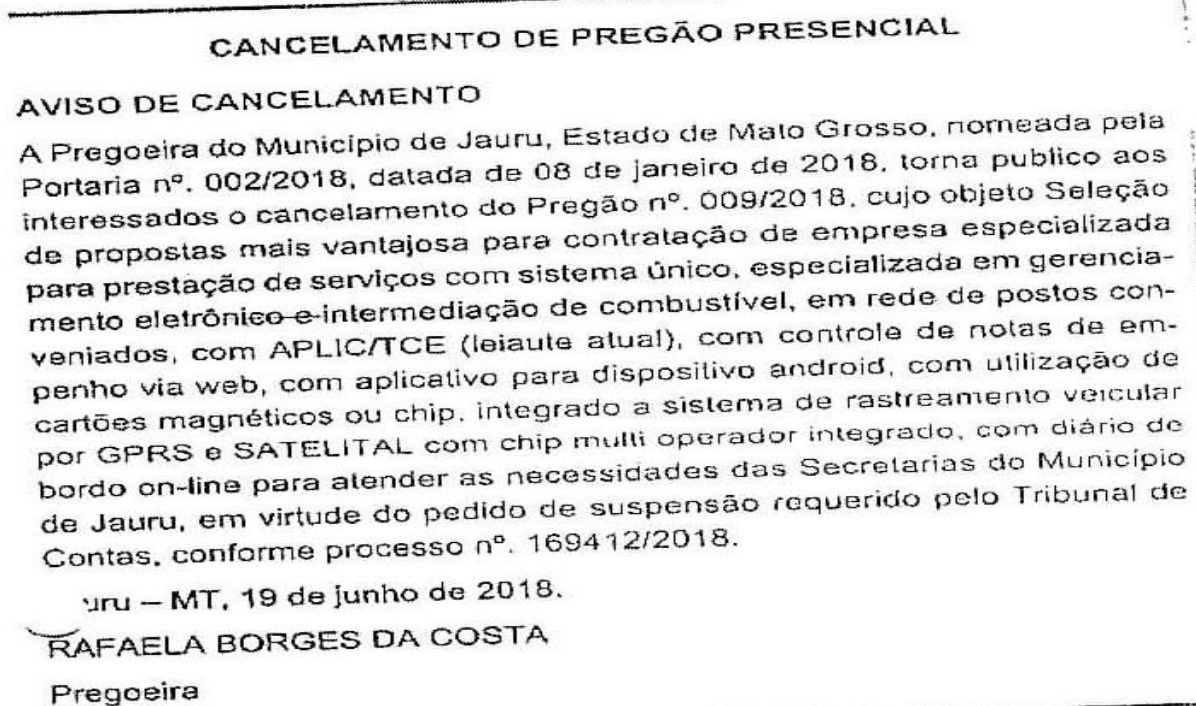 CANCELAMENTO DE PREGÃO PRESENCIAL
AVISO DE CANCELAMENTO
A Pregoeira do Município de Jauru, Estado de Mato Grosso, nomeada pela
Portaria nº. 002/2018, datada de 08 de janeiro de 2018, torna publico aos
interessados o cancelamento do Pregão nº. 009/2018, cujo objeto Seleção
de propostas mais vantajosa para contratação de empresa especializada
para prestação de serviços com sistema único, especializada em gerencia-
mento eletrônico e intermediação de combustível, em rede de postos con-
veniados, com APLIC/TCE (leiaute atual), com controle de notas de em-
penho via web, com aplicativo para dispositivo android, com utilização de
cartões magnéticos ou chip, integrado a sistema de rastreamento veicular
por GPRS e SATELITAL com chip multi operador integrado, com diário de
bordo on-line para atender as necessidades das Secretarias do Município
de Jauru, em virtude do pedido de suspensão requerido pelo Tribunal de
Contas, conforme processo nº. 169412/2018.
uru – MT, 19 de junho de 2018.
RAFAELA BORGES DA COSTA
Pregoeira